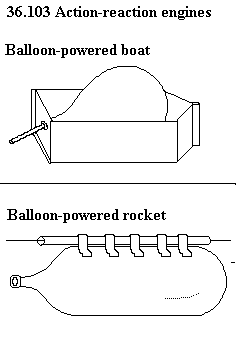 36.103 Action-reaction engines
Balloon-powered boat
Balloon-powered rocket